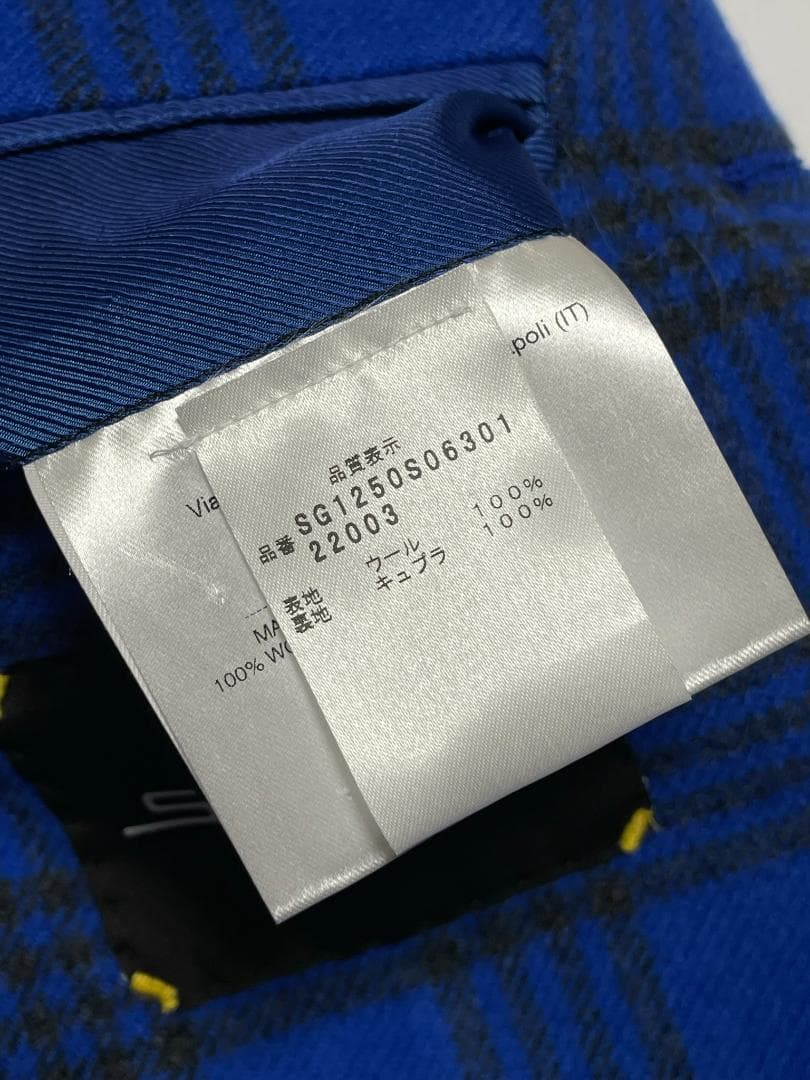 poli (IT)
Via
品質表示
品番 SG1250S06301
22003
表地 ウール 100%
裏地 キュプラ 100%
MA
100% WO